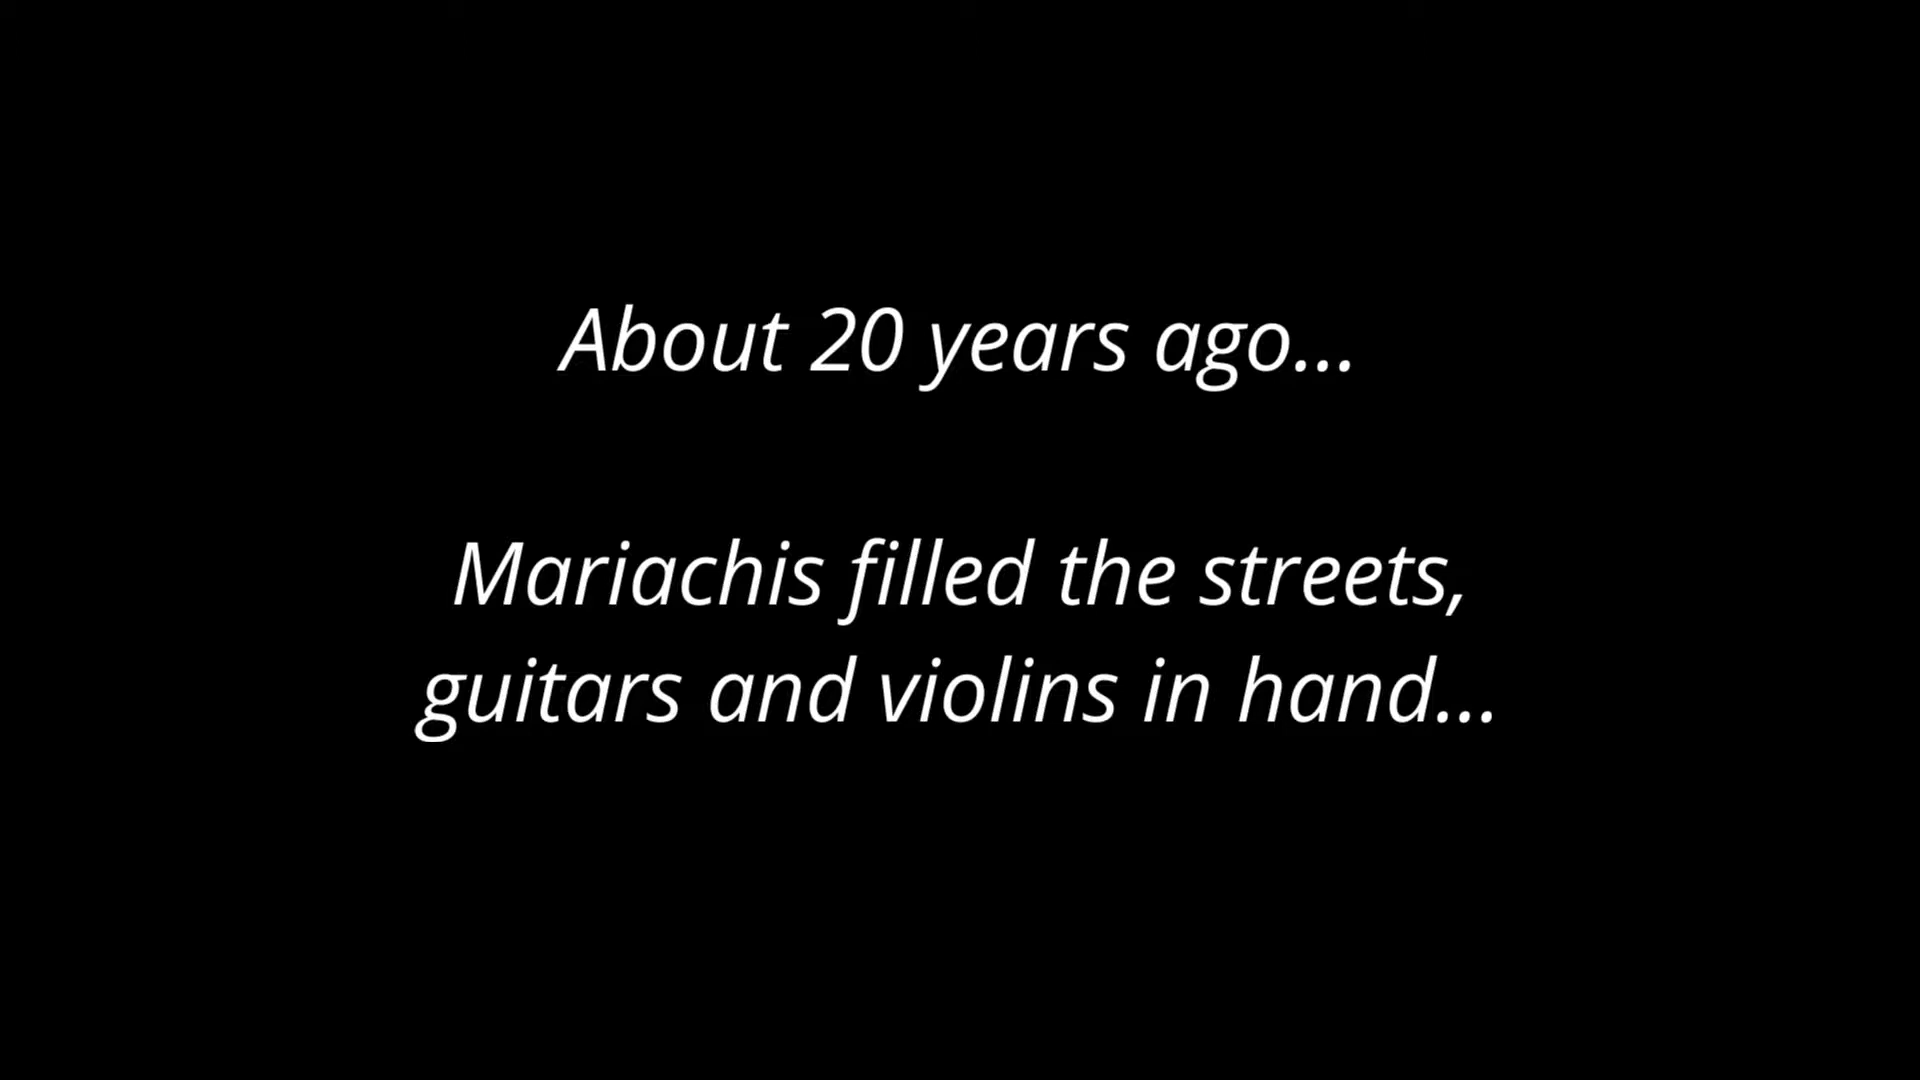 About 20 years ago...
Mariachis filled the streets,
guitars and violins in hand...